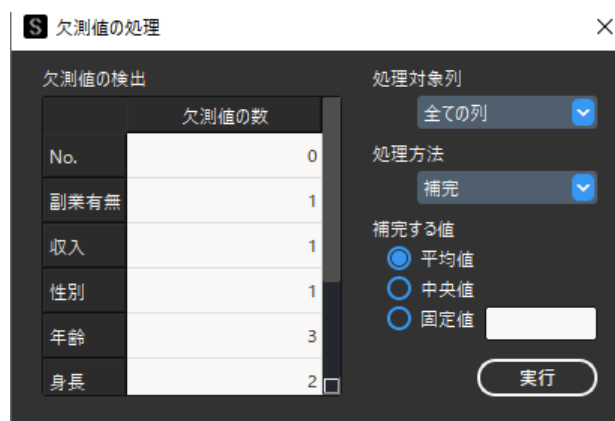 S 欠測値の処理
欠測値の検出
欠測値の数
No. 0
副業有無 1
収入 1
性別 1
年齢 3
身長 2
処理対象列
全ての列
処理方法
補完
補完する値
平均値
中央値
固定値
実行